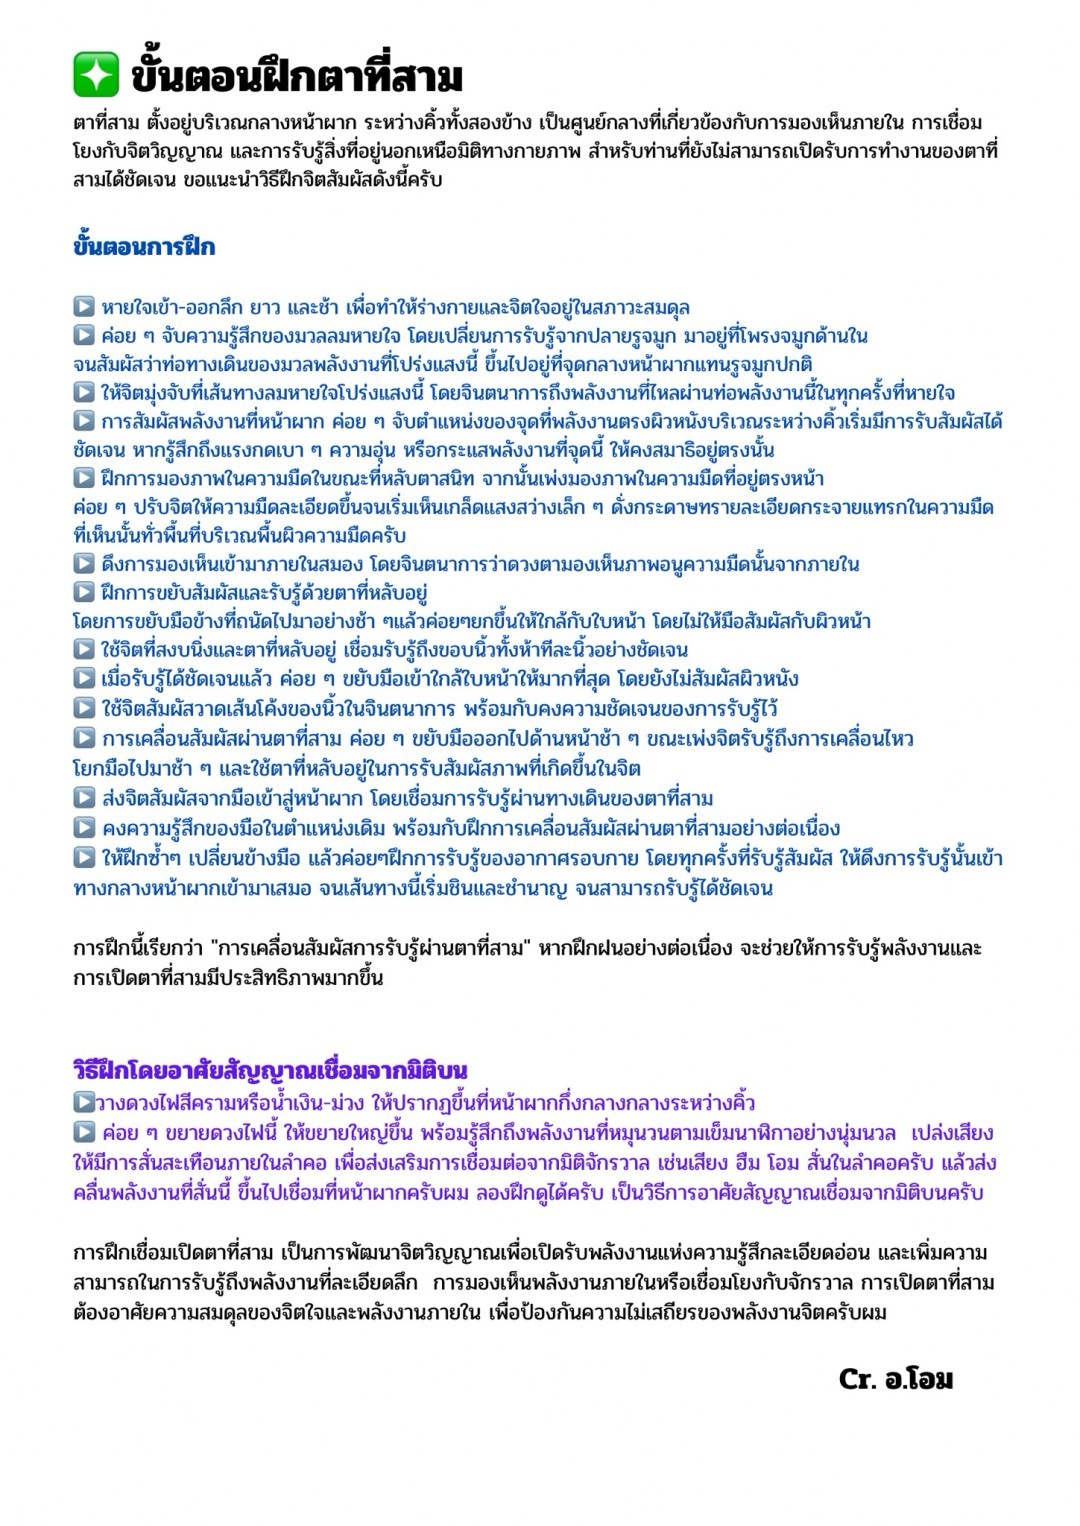 ขั้นตอนฝึกตาที่สาม
ตาที่สาม ตั้งอยู่บริเวณกลางหน้าผาก ระหว่างคิ้วทั้งสองข้าง เป็นศูนย์กลางที่เกี่ยวข้องกับการมองเห็นภายใน การเชื่อม
โยงกับจิตวิญญาณ และการรับรู้สิ่งที่อยู่นอกเหนือมิติทางกายภาพ สำหรับท่านที่ยังไม่สามารถเปิดรับการทำงานของตาที่
สามได้ชัดเจน ขอแนะนำวิธีฝึกจิตสัมผัสดังนี้ครับ
ขั้นตอนการฝึก
▶️ หายใจเข้า-ออกลึก ยาว และช้า เพื่อทำให้ร่างกายและจิตใจอยู่ในสภาวะสมดุล
▶️ ค่อย ๆ จับความรู้สึกของมวลลมหายใจ โดยเปลี่ยนการรับรู้จากปลายรูจมูก มาอยู่ที่โพรงจมูกด้านใน
จนสัมผัสว่าท่อทางเดินของมวลพลังงานที่โปร่งแสงนี้ ขึ้นไปอยู่ที่จุดกลางหน้าผากแทนรูจมูกปกติ
▶️ ให้จิตมุ่งจับที่เส้นทางลมหายใจโปร่งแสงนี้ โดยจินตนาการถึงพลังงานที่ไหลผ่านท่อพลังงานนี้ในทุกครั้งที่หายใจ
▶️ การสัมผัสพลังงานที่หน้าผาก ค่อย ๆ จับตำแหน่งของจุดที่พลังงานตรงผิวหนังบริเวณระหว่างคิ้วเริ่มมีการรับสัมผัสได้
ชัดเจน หากรู้สึกถึงแรงกดเบา ๆ ความอุ่น หรือกระแสพลังงานที่จุดนี้ ให้คงสมาธิอยู่ตรงนั้น
▶️ ฝึกการมองภาพในความมืดในขณะที่หลับตาสนิท จากนั้นเพ่งมองภาพในความมืดที่อยู่ตรงหน้า
ค่อย ๆ ปรับจิตให้ความมืดละเอียดขึ้นจนเริ่มเห็นเกล็ดแสงสว่างเล็ก ๆ ดั่งกระดาษทรายละเอียดกระจายแทรกในความมืด
ที่เห็นนั้นทั่วพื้นที่บริเวณพื้นผิวความมืดครับ
▶️ ดึงการมองเห็นเข้ามาภายในสมอง โดยจินตนาการว่าดวงตามองเห็นภาพอนูความมืดนั้นจากภายใน
▶️ ฝึกการขยับสัมผัสและรับรู้ด้วยตาที่หลับอยู่
โดยการขยับมือข้างที่ถนัดไปมาอย่างช้า ๆแล้วค่อยๆยกขึ้นให้ใกล้กับใบหน้า โดยไม่ให้มือสัมผัสกับผิวหน้า
▶️ ใช้จิตที่สงบนิ่งและตาที่หลับอยู่ เชื่อมรับรู้ถึงขอบนิ้วทั้งห้าทีละนิ้วอย่างชัดเจน
▶️ เมื่อรับรู้ได้ชัดเจนแล้ว ค่อย ๆ ขยับมือเข้าใกล้ใบหน้าให้มากที่สุด โดยยังไม่สัมผัสผิวหนัง
▶️ ใช้จิตสัมผัสวาดเส้นโค้งของนิ้วในจินตนาการ พร้อมกับคงความชัดเจนของการรับรู้ไว้
▶️ การเคลื่อนสัมผัสผ่านตาที่สาม ค่อย ๆ ขยับมือออกไปด้านหน้าช้า ๆ ขณะเพ่งจิตรับรู้ถึงการเคลื่อนไหว
โยกมือไปมาช้า ๆ และใช้ตาที่หลับอยู่ในการรับสัมผัสภาพที่เกิดขึ้นในจิต
▶️ ส่งจิตสัมผัสจากมือเข้าสู่หน้าผาก โดยเชื่อมการรับรู้ผ่านทางเดินของตาที่สาม
▶️ คงความรู้สึกของมือในตำแหน่งเดิม พร้อมกับฝึกการเคลื่อนสัมผัสผ่านตาที่สามอย่างต่อเนื่อง
▶️ ให้ฝึกซ้ำๆ เปลี่ยนข้างมือ แล้วค่อยๆฝึกการรับรู้ของอากาศรอบกาย โดยทุกครั้งที่รับรู้สัมผัส ให้ดึงการรับรู้นั้นเข้า
ทางกลางหน้าผากเข้ามาเสมอ จนเส้นทางนี้เริ่มชินและชำนาญ จนสามารถรับรู้ได้ชัดเจน
การฝึกนี้เรียกว่า "การเคลื่อนสัมผัสการรับรู้ผ่านตาที่สาม" หากฝึกฝนอย่างต่อเนื่อง จะช่วยให้การรับรู้พลังงานและ
การเปิดตาที่สามมีประสิทธิภาพมากขึ้น
วิธีฝึกโดยอาศัยสัญญาณเชื่อมจากมิติบน
▶️วางดวงไฟสีครามหรือน้ำเงิน-ม่วง ให้ปรากฏขึ้นที่หน้าผากกึ่งกลางกลางระหว่างคิ้ว
▶️ ค่อย ๆ ขยายดวงไฟนี้ ให้ขยายใหญ่ขึ้น พร้อมรู้สึกถึงพลังงานที่หมุนวนตามเข็มนาฬิกาอย่างนุ่มนวล เปล่งเสียง
ให้มีการสั่นสะเทือนภายในลำคอ เพื่อส่งเสริมการเชื่อมต่อจากมิติจักรวาล เช่นเสียง ฮึม โอม สั่นในลำคอครับ แล้วส่ง
คลื่นพลังงานที่สั่นนี้ ขึ้นไปเชื่อมที่หน้าผากครับผม ลองฝึกดูได้ครับ เป็นวิธีการอาศัยสัญญาณเชื่อมจากมิติบนครับ
การฝึกเชื่อมเปิดตาที่สาม เป็นการพัฒนาจิตวิญญาณเพื่อเปิดรับพลังงานแห่งความรู้สึกละเอียดอ่อน และเพิ่มความ
สามารถในการรับรู้ถึงพลังงานที่ละเอียดลึก การมองเห็นพลังงานภายในหรือเชื่อมโยงกับจักรวาล การเปิดตาที่สาม
ต้องอาศัยความสมดุลของจิตใจและพลังงานภายใน เพื่อป้องกันความไม่เสถียรของพลังงานจิตครับผม
Cr. อ.โอม